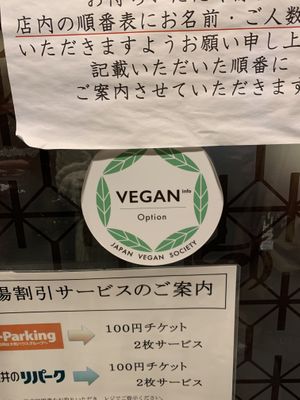 店内の順番表にお名前・ご人数
いただきますようお願い申し上
記載いただいた順番に
ご案内させていただきます
VEGAN info
Option
JAPAN VEGAN SOCIETY
場割引サービスのご案内
Parking
100円チケット
2枚サービス
井のリパーク
100円チケット
2枚サービス